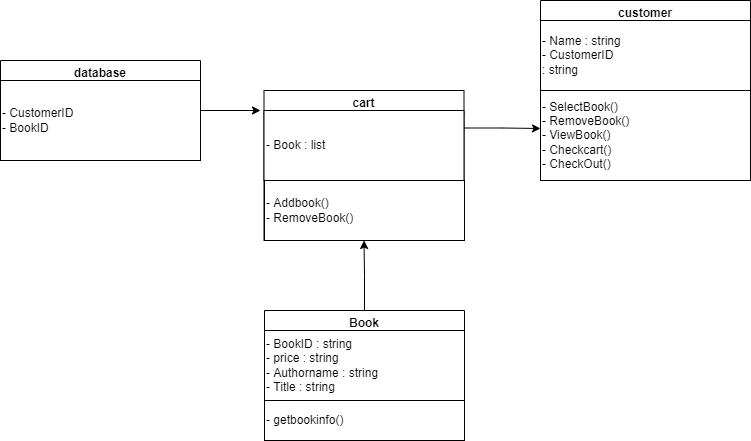 database
- CustomerID
- BookID
cart
- Book : list
- Addbook()
- RemoveBook()
customer
- Name : string
- CustomerID
: string
- SelectBook()
- RemoveBook()
- ViewBook()
- Checkcart()
- CheckOut()
Book
- BookID : string
- price : string
- Authorname : string
- Title : string
- getbookinfo()